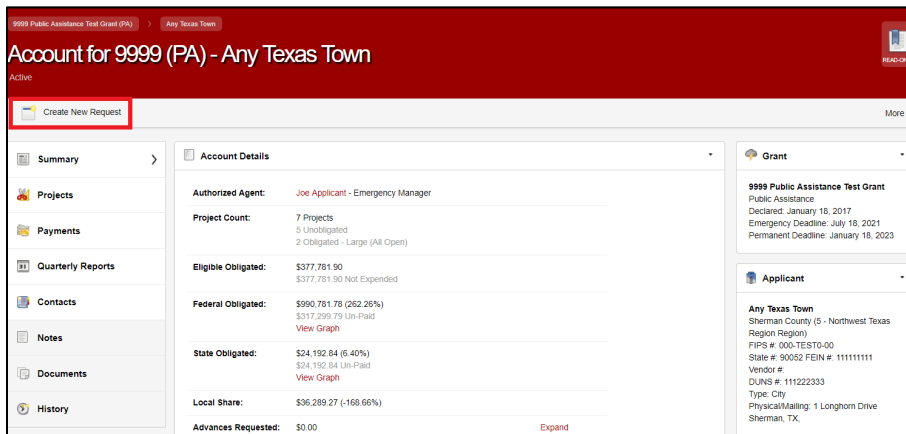 9999 Public Assistance Test Grant (PA) > Any Texas Town
Account for 9999 (PA) - Any Texas Town
Active
READ-ON
Create New Request
More
Summary
Projects
Payments
Quarterly Reports
Contacts
Notes
Documents
History
Account Details
Authorized Agent: Joe Applicant - Emergency Manager
Project Count: 7 Projects
5 Unobligated
2 Obligated - Large (All Open)
Eligible Obligated: $377,781.90
$377,781.90 Not Expended
Federal Obligated: $990,781.78 (262.26%)
$317,299.79 Un-Paid
View Graph
State Obligated: $24,192.84 (6.40%)
$24,192.84 Un-Paid
View Graph
Local Share: $36,289.27 (-168.66%)
Advances Requested: $0.00 Expand
Grant
9999 Public Assistance Test Grant
Public Assistance
Declared: January 18, 2017
Emergency Deadline: July 18, 2021
Permanent Deadline: January 18, 2023
Applicant
Any Texas Town
Sherman County (5 - Northwest Texas
Region Region)
FIPS #: 000-TEST0-00
State #: 90052 FEIN #: 111111111
Vendor #:
DUNS #: 111222333
Type: City
Physical/Mailing: 1 Longhorn Drive
Sherman, TX,